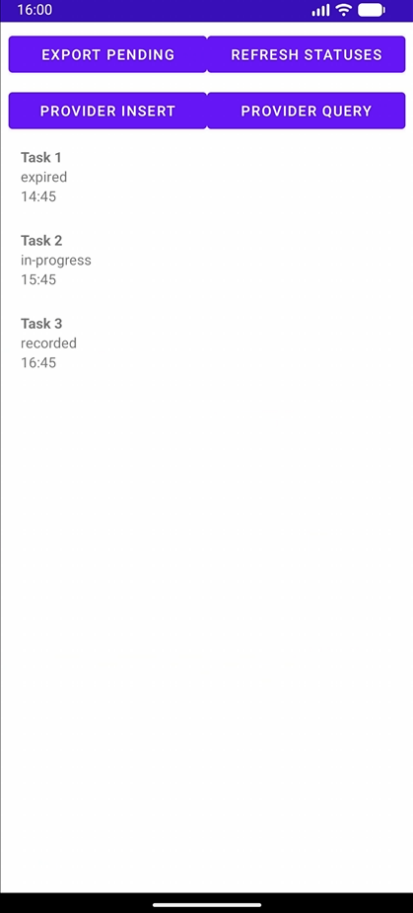 16:00
EXPORT PENDING REFRESH STATUSES
PROVIDER INSERT PROVIDER QUERY
Task 1
expired
14:45
Task 2
in-progress
15:45
Task 3
recorded
16:45